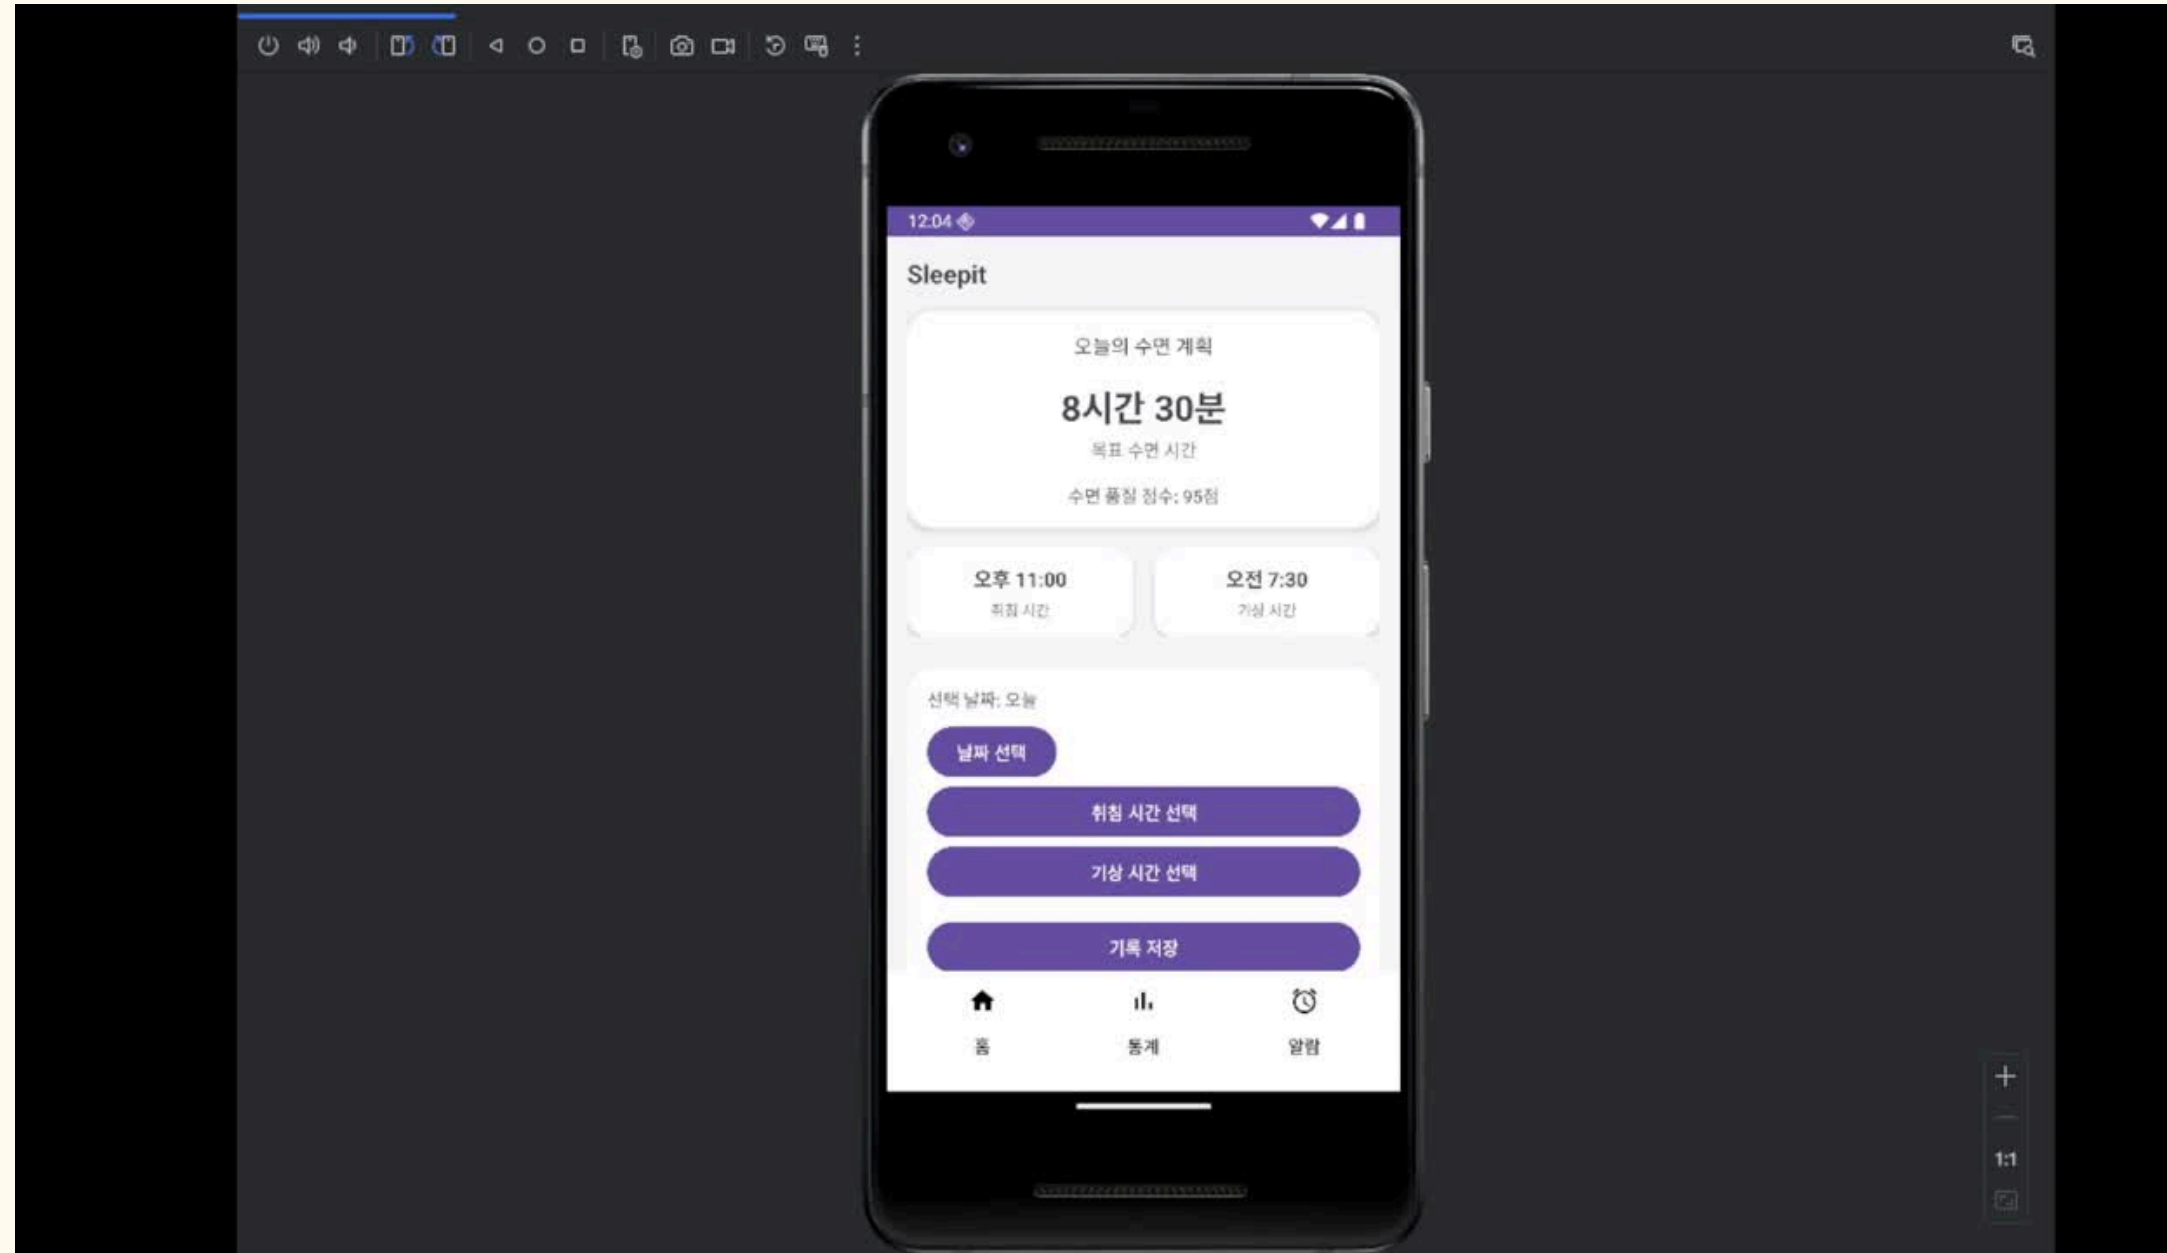 12:04
Sleepit
오늘의 수면 계획
8시간 30분
목표 수면 시간
수면 품질 점수: 95점
오후 11:00
취침 시간
오전 7:30
기상 시간
선택 날짜: 오늘
날짜 선택
취침 시간 선택
기상 시간 선택
기록 저장
홈
통계
알람
1:1